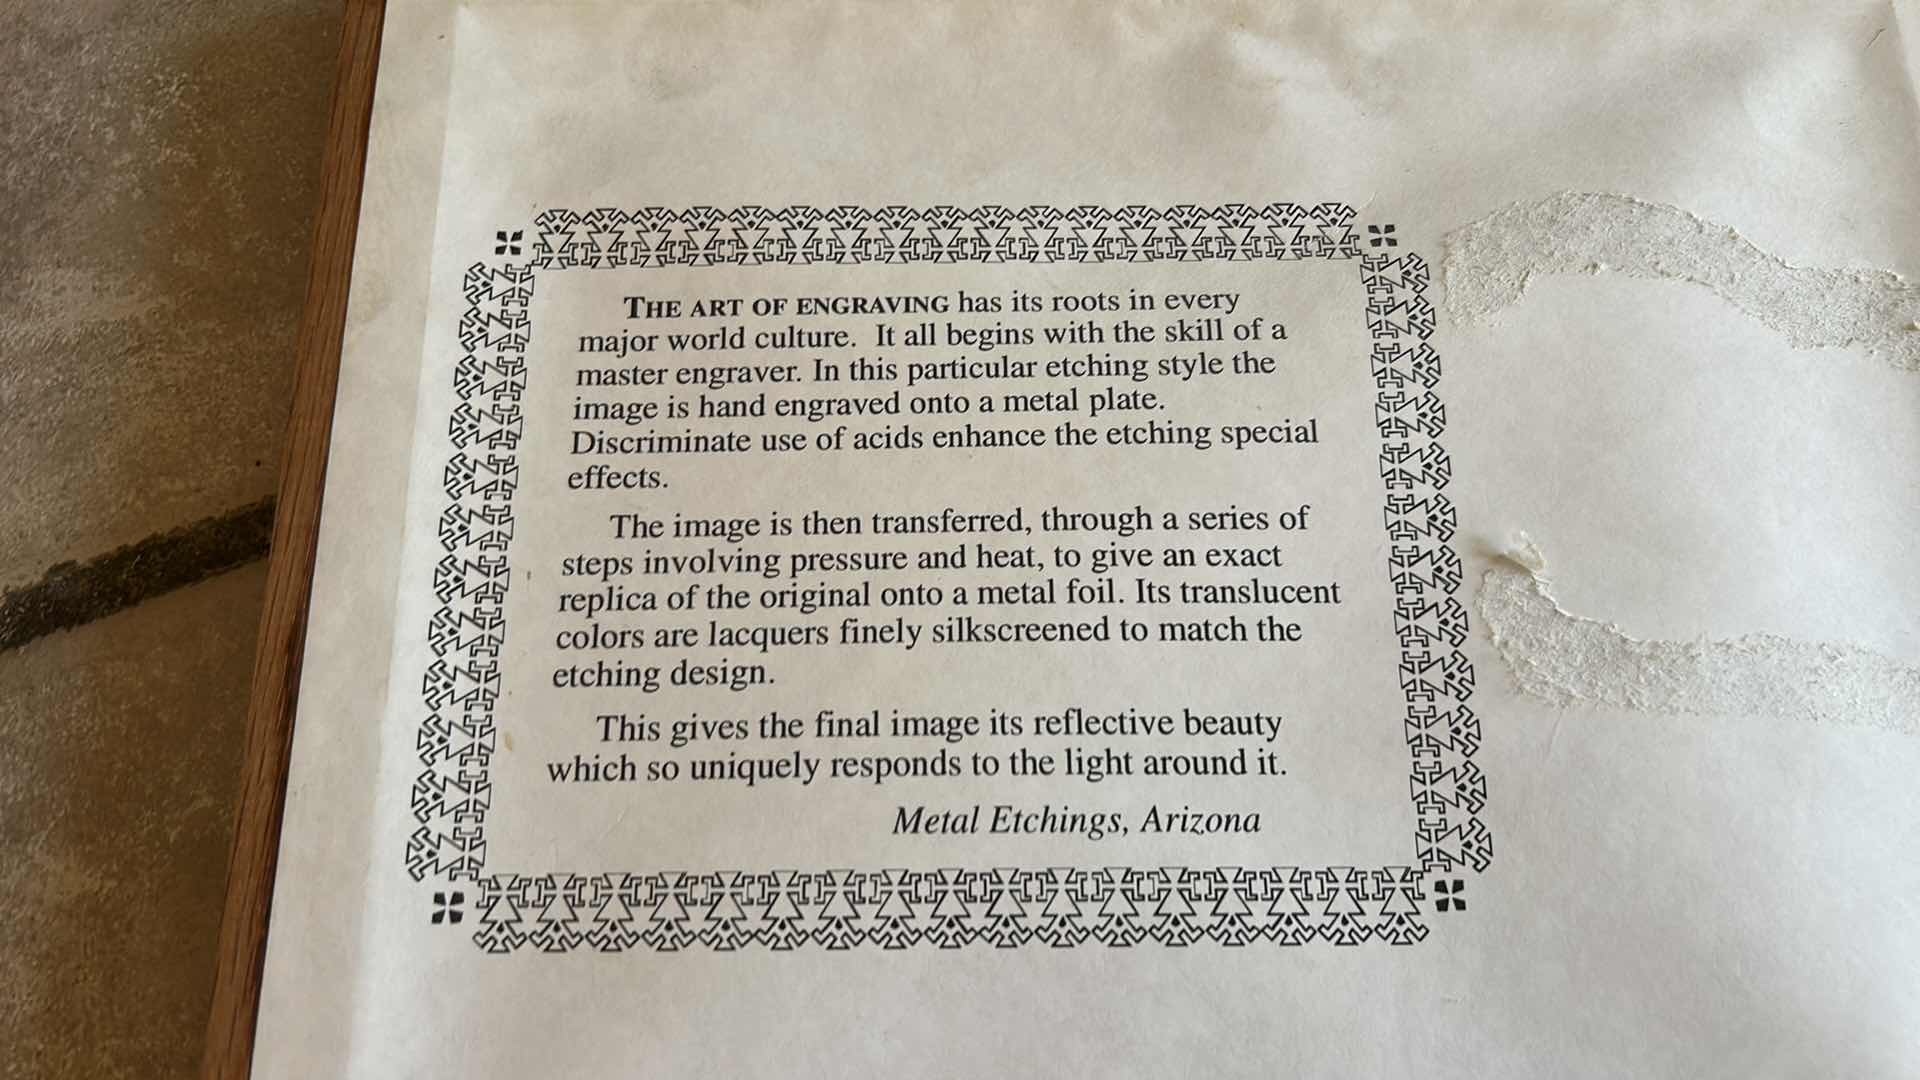 THE ART OF ENGRAVING has its roots in every
major world culture. It all begins with the skill of a
master engraver. In this particular etching style the
image is hand engraved onto a metal plate.
Discriminate use of acids enhance the etching special
effects.
The image is then transferred, through a series of
steps involving pressure and heat, to give an exact
replica of the original onto a metal foil. Its translucent
colors are lacquers finely silkscreened to match the
etching design.
This gives the final image its reflective beauty
which so uniquely responds to the light around it.
Metal Etchings, Arizona